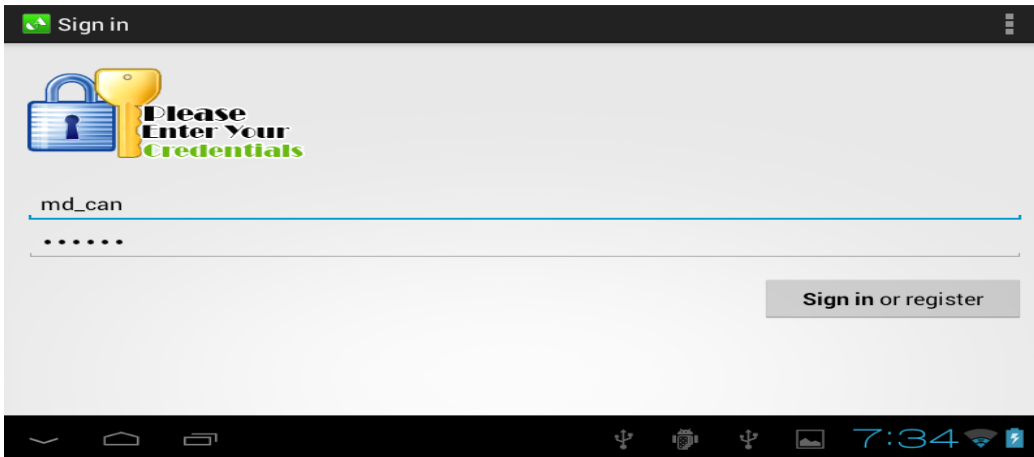 Sign in
Please
Enter Your
Credentials
md_can
••••••
Sign in or register
7:34